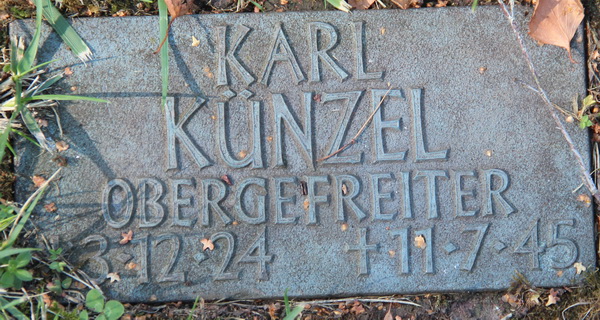 KARL
KÜNZEL
OBERGEFREITER
3·12·24 +11·7·45